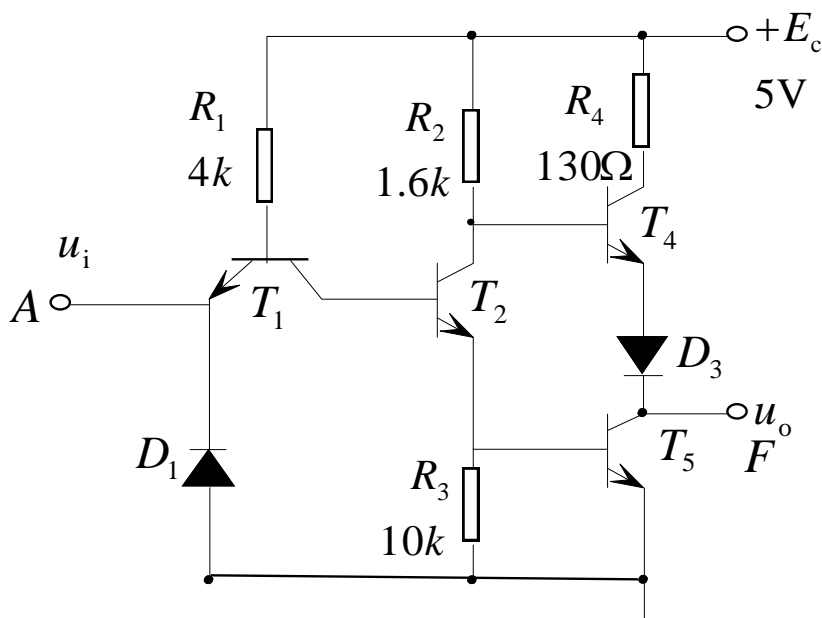 +E_c
5V
R_1
4k
R_2
1.6k
R_4
130Ω
u_i
A
T_1
T_2
T_4
D_3
D_1
R_3
10k
T_5
u_o
F